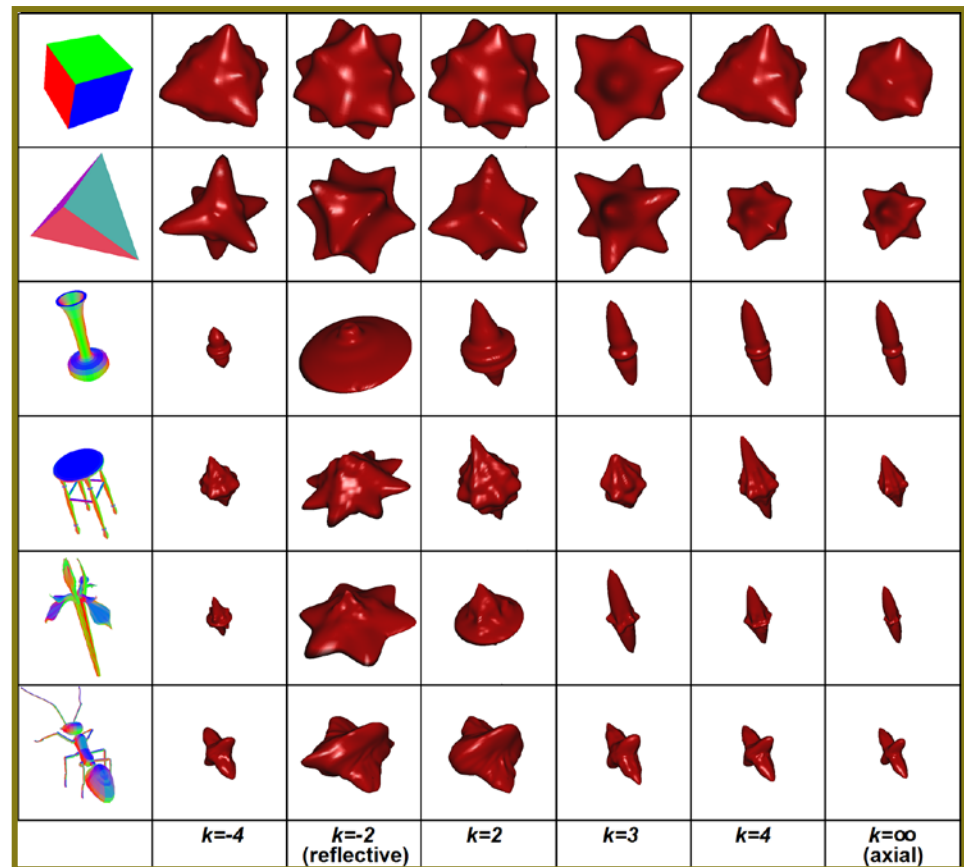 k=-4 k=-2 k=2 k=3 k=4 k=∞
(reflective) (axial)